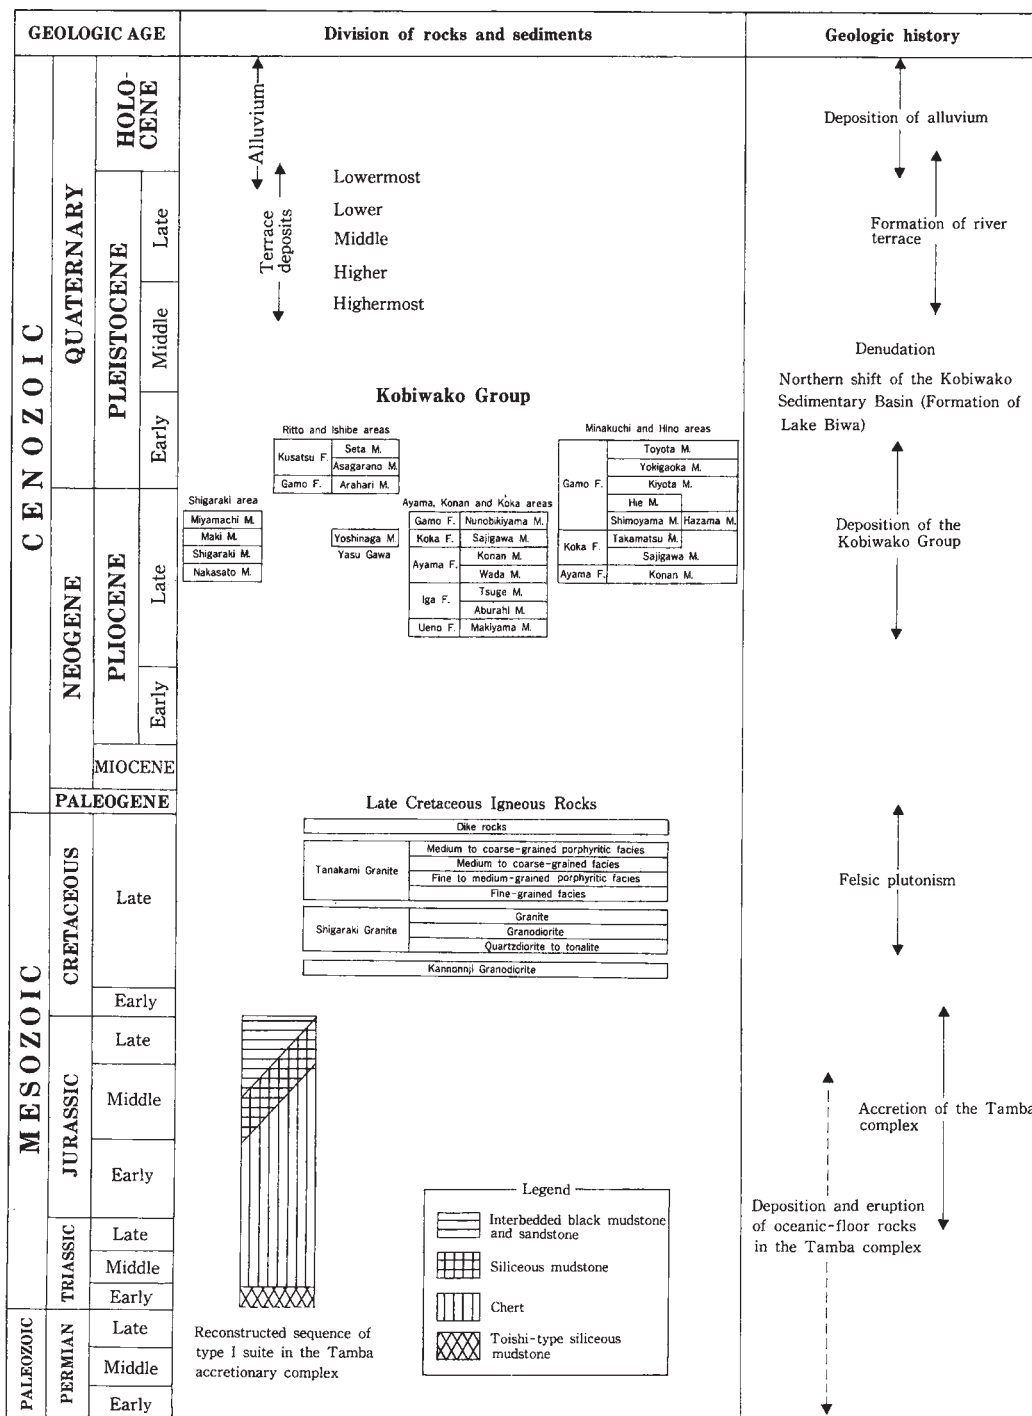 GEOLOGIC AGE
Division of rocks and sediments
Geologic history
CENOZOIC
QUATERNARY
HOLO-
CENE
PLEISTOCENE
Late
Middle
Early
NEOGENE
PLIOCENE
Late
Early
MIOCENE
PALEOGENE
MESOZOIC
CRETACEOUS
Late
Early
JURASSIC
Late
Middle
Early
TRIASSIC
Late
Middle
Early
PALEOZOIC
PERMIAN
Late
Middle
Early
Alluvium
Terrace
deposits
Lowermost
Lower
Middle
Higher
Highermost
Kobiwako Group
Shigaraki area
Miyamachi M.
Maki M.
Shigaraki M.
Nakasato M.
Ritto and Ishibe areas
Kusatsu F.
Seta M.
Asagarano M.
Gamo F.
Arahari M.
Yoshinaga M.
Yasu Gawa
Ayama, Konan and Koka areas
Gamo F.
Nunobikiyama M.
Koka F.
Sajigawa M.
Ayama F.
Konan M.
Wada M.
Iga F.
Tsuge M.
Aburahi M.
Ueno F.
Makiyama M.
Minakuchi and Hino areas
Gamo F.
Toyota M.
Yokigaoka M.
Kiyota M.
Hie M.
Shimoyama M.
Hazama M.
Koka F.
Takamatsu M.
Sajigawa M.
Ayama F.
Konan M.
Late Cretaceous Igneous Rocks
Dike rocks
Tanakami Granite
Medium to coarse-grained porphyritic facies
Medium to coarse-grained facies
Fine to medium-grained porphyritic facies
Fine-grained facies
Shigaraki Granite
Granite
Granodiorite
Quartzdiorite to tonalite
Kannonnji Granodiorite
Reconstructed sequence of
type I suite in the Tamba
accretionary complex
Legend
Interbedded black mudstone
and sandstone
Siliceous mudstone
Chert
Toishi-type siliceous
mudstone
Deposition of alluvium
Formation of river
terrace
Denudation
Northern shift of the Kobiwako
Sedimentary Basin (Formation of
Lake Biwa)
Deposition of the
Kobiwako Group
Felsic plutonism
Accretion of the Tamba
complex
Deposition and eruption
of oceanic-floor rocks
in the Tamba complex